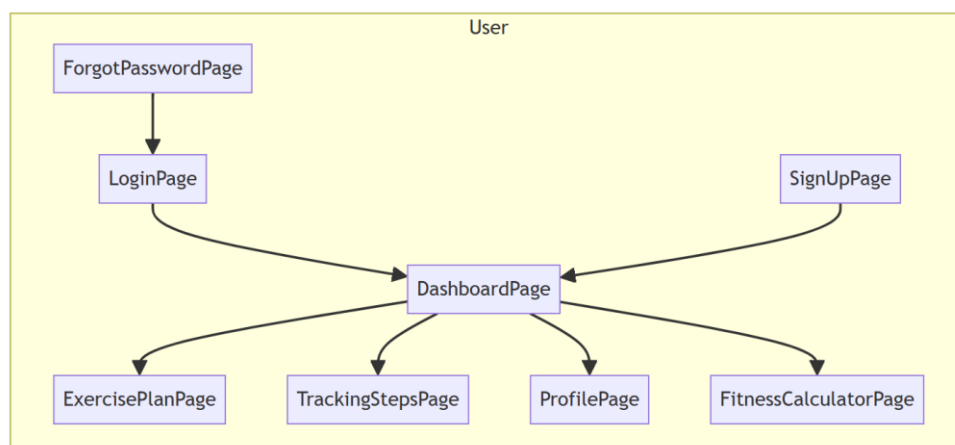 User
ForgotPasswordPage
LoginPage
SignUpPage
DashboardPage
ExercisePlanPage
TrackingStepsPage
ProfilePage
FitnessCalculatorPage